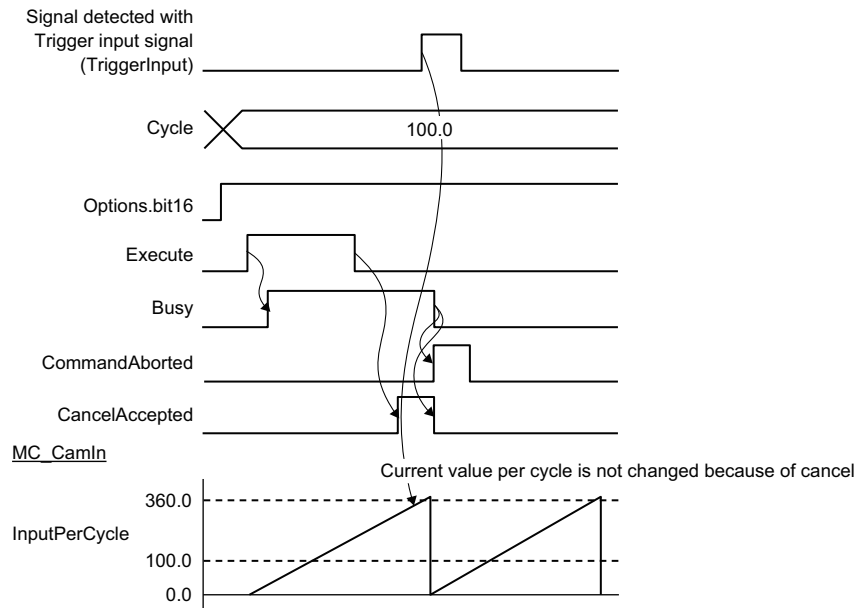 Signal detected with
Trigger input signal
(TriggerInput)
Cycle
100.0
Options.bit16
Execute
Busy
CommandAborted
CancelAccepted
MC_CamIn
Current value per cycle is not changed because of cancel
360.0
InputPerCycle
100.0
0.0